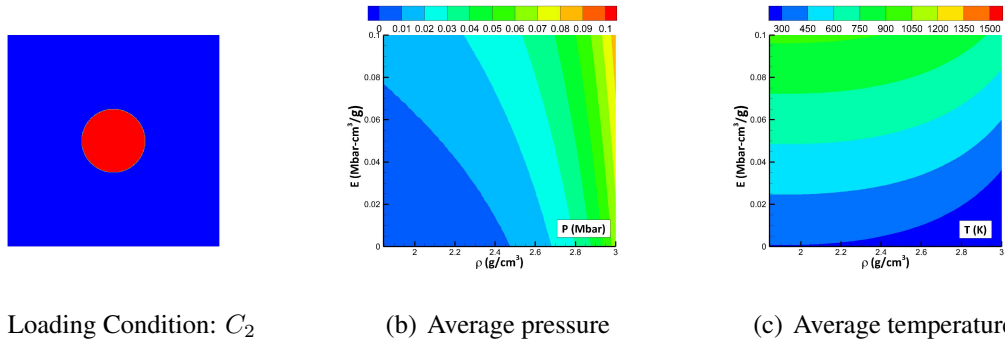 0 0.01 0.02 0.03 0.04 0.05 0.06 0.07 0.08 0.09 0.1
0.1
0.08
0.06
0.04
0.02
0
E (Mbar-cm³/g)
P (Mbar)
2 2.2 2.4 2.6 2.8 3
ρ (g/cm³)
300 450 600 750 900 1050 1200 1350 1500
0.1
0.08
0.06
0.04
0.02
0
E (Mbar-cm³/g)
T (K)
2 2.2 2.4 2.6 2.8 3
ρ (g/cm³)
Loading Condition: C₂
(b) Average pressure
(c) Average temperature